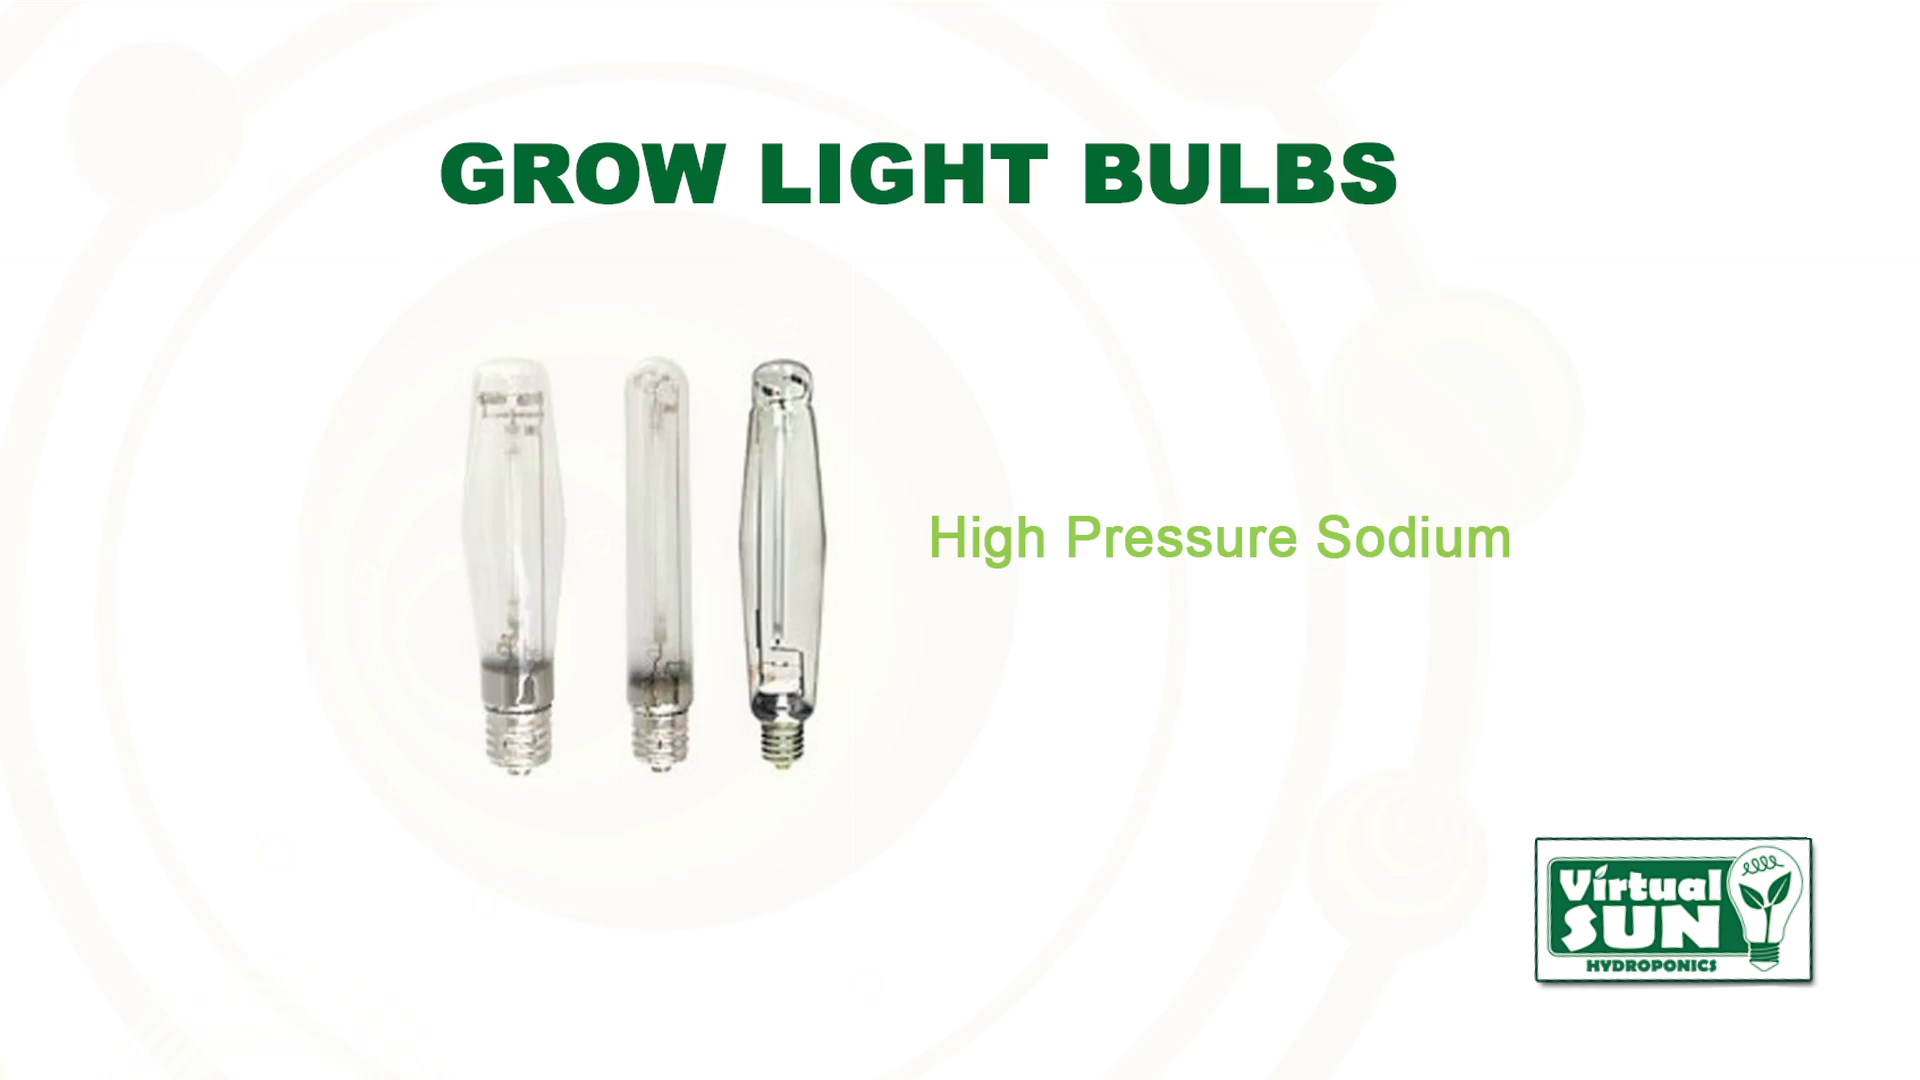 GROW LIGHT BULBS
High Pressure Sodium
Virtual
SUN
HYDROPONICS